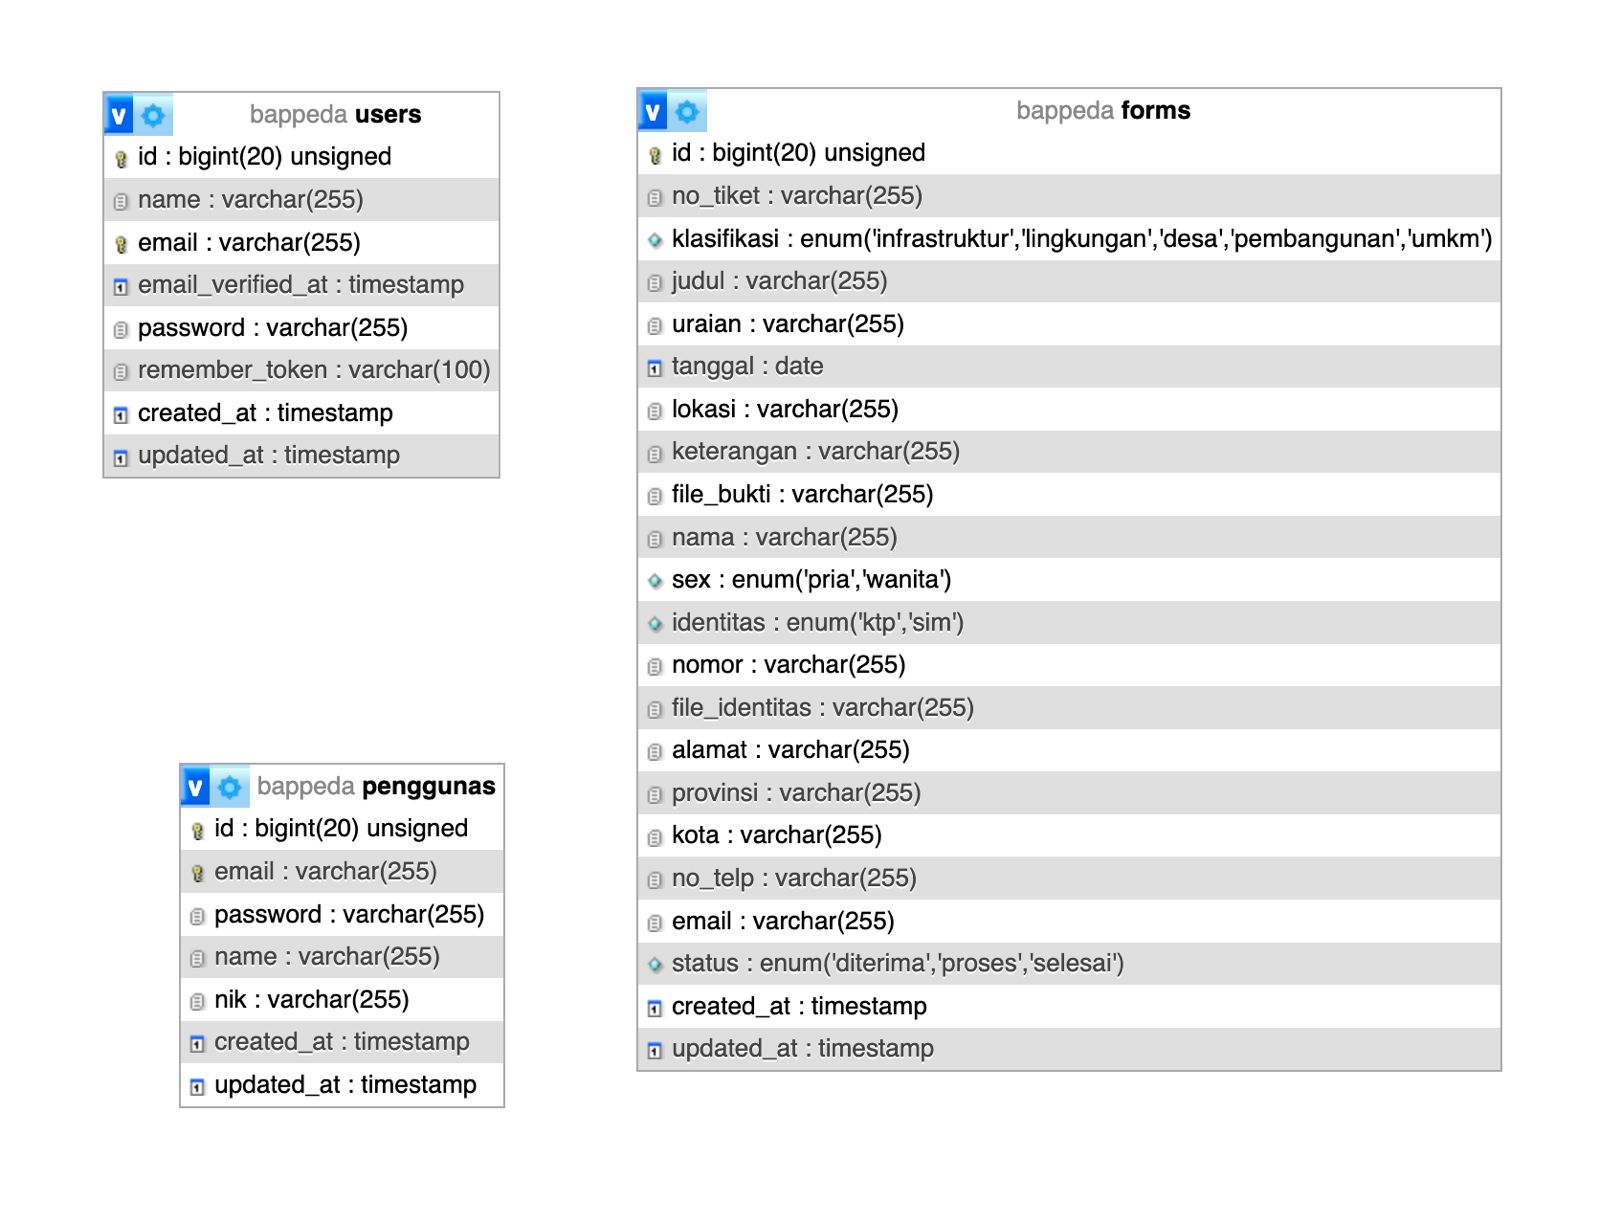 v bappeda users
id : bigint(20) unsigned
name : varchar(255)
email : varchar(255)
email_verified_at : timestamp
password : varchar(255)
remember_token : varchar(100)
created_at : timestamp
updated_at : timestamp
v bappeda penggunas
id : bigint(20) unsigned
email : varchar(255)
password : varchar(255)
name : varchar(255)
nik : varchar(255)
created_at : timestamp
updated_at : timestamp
v bappeda forms
id : bigint(20) unsigned
no_tiket : varchar(255)
klasifikasi : enum('infrastruktur','lingkungan','desa','pembangunan','umkm')
judul : varchar(255)
uraian : varchar(255)
tanggal : date
lokasi : varchar(255)
keterangan : varchar(255)
file_bukti : varchar(255)
nama : varchar(255)
sex : enum('pria','wanita')
identitas : enum('ktp','sim')
nomor : varchar(255)
file_identitas : varchar(255)
alamat : varchar(255)
provinsi : varchar(255)
kota : varchar(255)
no_telp : varchar(255)
email : varchar(255)
status : enum('diterima','proses','selesai')
created_at : timestamp
updated_at : timestamp